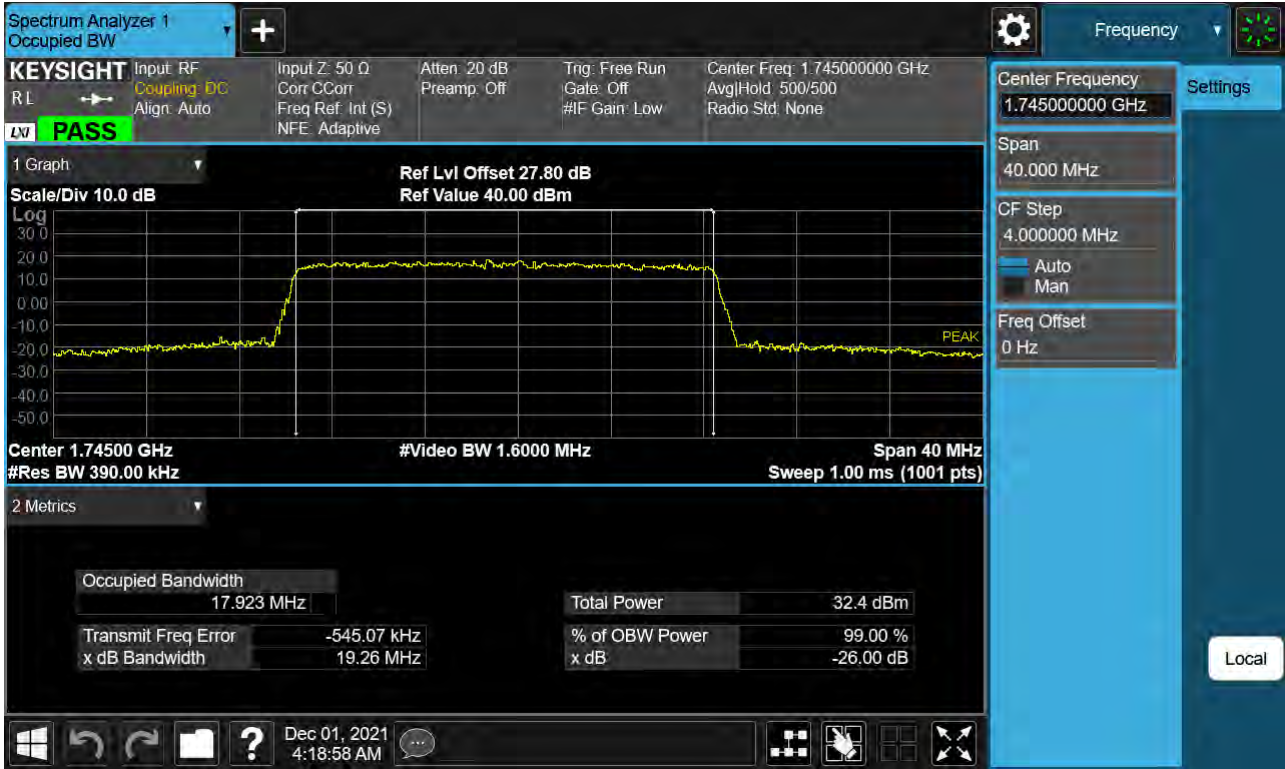 Spectrum Analyzer 1
Occupied BW
Frequency
KEYSIGHT
R L
LXI PASS
Input: RF
Coupling: DC
Align: Auto
Input Z: 50 Ω
Corr CCorr
Freq Ref: Int (S)
NFE: Adaptive
Atten: 20 dB
Preamp: Off
Trig: Free Run
Gate: Off
#IF Gain: Low
Center Freq: 1.745000000 GHz
Avg|Hold: 500/500
Radio Std: None
Center Frequency
1.745000000 GHz
Settings
Span
40.000 MHz
CF Step
4.000000 MHz
Auto
Man
Freq Offset
0 Hz
Local
1 Graph
Scale/Div 10.0 dB
Ref Lvl Offset 27.80 dB
Ref Value 40.00 dBm
Log
30.0
20.0
10.0
0.00
-10.0
-20.0
-30.0
-40.0
-50.0
PEAK
Center 1.74500 GHz
#Video BW 1.6000 MHz
Span 40 MHz
#Res BW 390.00 kHz
Sweep 1.00 ms (1001 pts)
2 Metrics
Occupied Bandwidth
17.923 MHz
Total Power 32.4 dBm
Transmit Freq Error -545.07 kHz
% of OBW Power 99.00 %
x dB Bandwidth 19.26 MHz
x dB -26.00 dB
Dec 01, 2021
4:18:58 AM